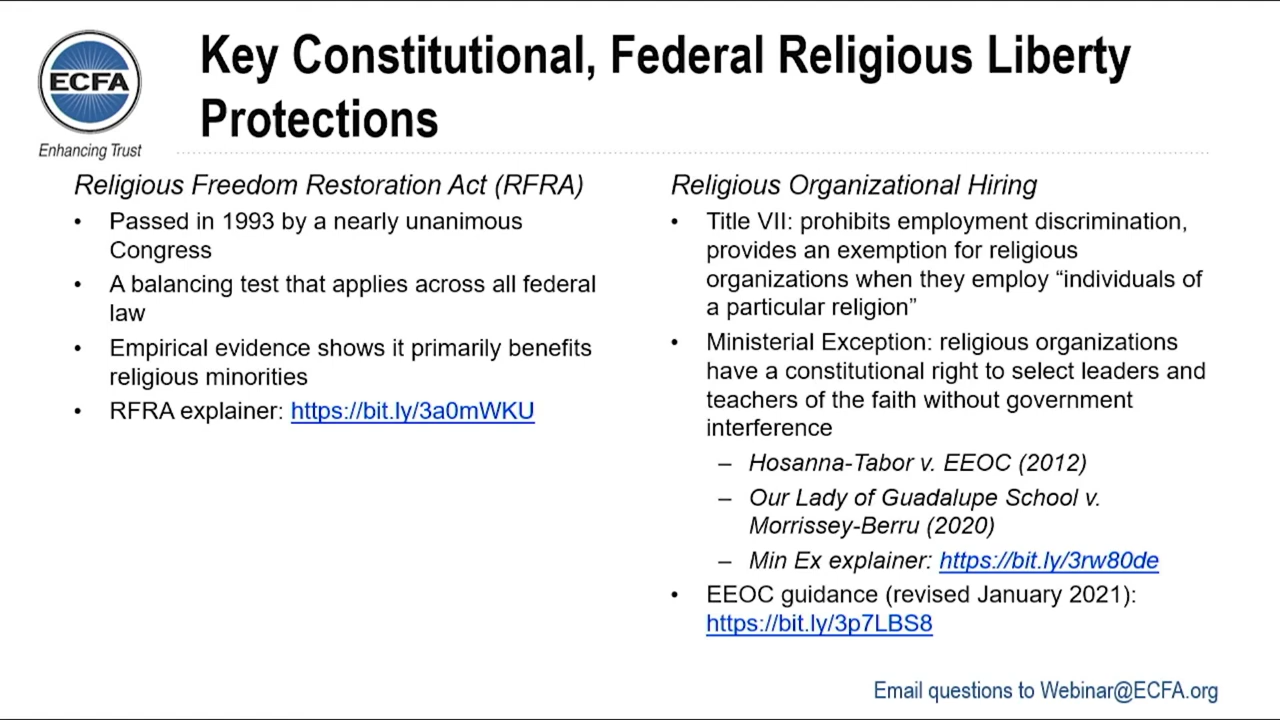 ECFA
Enhancing Trust
Key Constitutional, Federal Religious Liberty
Protections
Religious Freedom Restoration Act (RFRA)
• Passed in 1993 by a nearly unanimous
Congress
• A balancing test that applies across all federal
law
• Empirical evidence shows it primarily benefits
religious minorities
• RFRA explainer: https://bit.ly/3a0mWKU
Religious Organizational Hiring
• Title VII: prohibits employment discrimination,
provides an exemption for religious
organizations when they employ “individuals of
a particular religion”
• Ministerial Exception: religious organizations
have a constitutional right to select leaders and
teachers of the faith without government
interference
– Hosanna-Tabor v. EEOC (2012)
– Our Lady of Guadalupe School v.
Morrissey-Berru (2020)
– Min Ex explainer: https://bit.ly/3rw80de
• EEOC guidance (revised January 2021):
https://bit.ly/3p7LBS8
Email questions to Webinar@ECFA.org